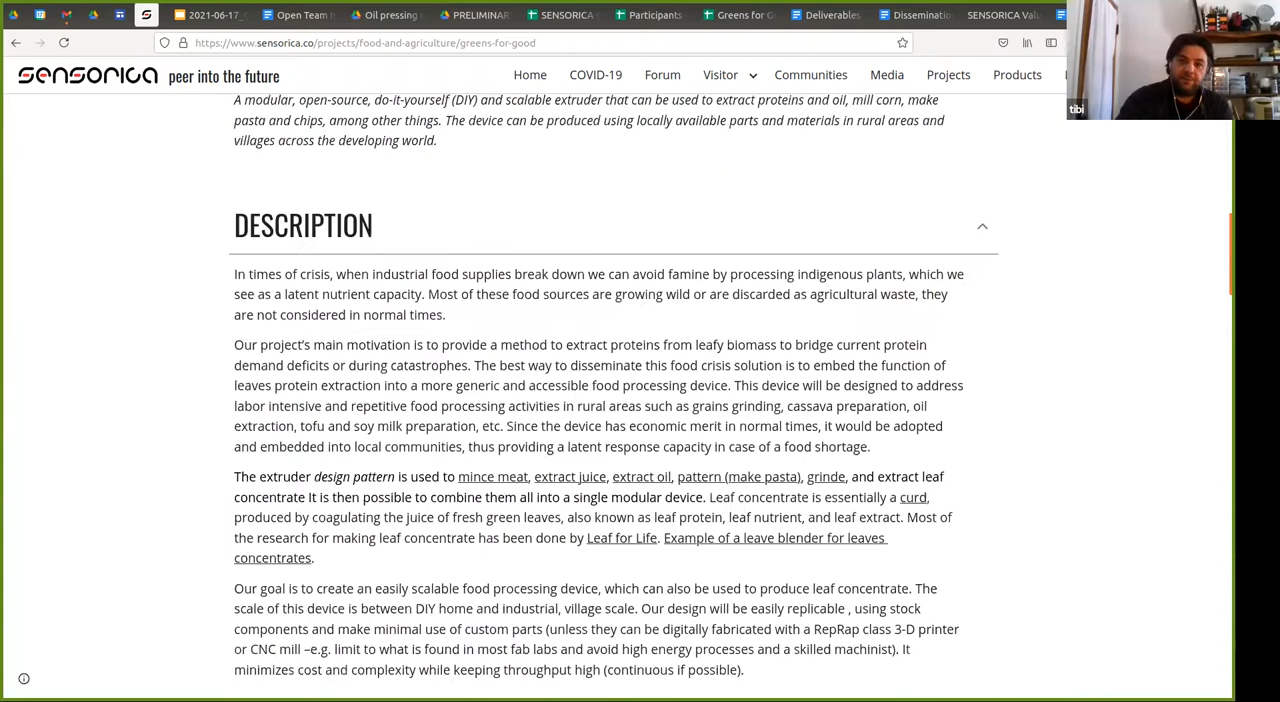 2021-06-17_
Open Team
Oil pressing
PRELIMINAR
SENSORICA
Participants
Greens for G
Deliverables
Disseminatio
SENSORICA Valu
https://www.sensorica.co/projects/food-and-agriculture/greens-for-good
sensorica peer into the future
Home COVID-19 Forum Visitor Communities Media Projects Products
tibi
A modular, open-source, do-it-yourself (DIY) and scalable extruder that can be used to extract proteins and oil, mill corn, make
pasta and chips, among other things. The device can be produced using locally available parts and materials in rural areas and
villages across the developing world.
DESCRIPTION
In times of crisis, when industrial food supplies break down we can avoid famine by processing indigenous plants, which we
see as a latent nutrient capacity. Most of these food sources are growing wild or are discarded as agricultural waste, they
are not considered in normal times.
Our project's main motivation is to provide a method to extract proteins from leafy biomass to bridge current protein
demand deficits or during catastrophes. The best way to disseminate this food crisis solution is to embed the function of
leaves protein extraction into a more generic and accessible food processing device. This device will be designed to address
labor intensive and repetitive food processing activities in rural areas such as grains grinding, cassava preparation, oil
extraction, tofu and soy milk preparation, etc. Since the device has economic merit in normal times, it would be adopted
and embedded into local communities, thus providing a latent response capacity in case of a food shortage.
The extruder design pattern is used to mince meat, extract juice, extract oil, pattern (make pasta), grinde, and extract leaf
concentrate It is then possible to combine them all into a single modular device. Leaf concentrate is essentially a curd,
produced by coagulating the juice of fresh green leaves, also known as leaf protein, leaf nutrient, and leaf extract. Most of
the research for making leaf concentrate has been done by Leaf for Life. Example of a leave blender for leaves
concentrates.
Our goal is to create an easily scalable food processing device, which can also be used to produce leaf concentrate. The
scale of this device is between DIY home and industrial, village scale. Our design will be easily replicable , using stock
components and make minimal use of custom parts (unless they can be digitally fabricated with a RepRap class 3-D printer
or CNC mill –e.g. limit to what is found in most fab labs and avoid high energy processes and a skilled machinist). It
minimizes cost and complexity while keeping throughput high (continuous if possible).